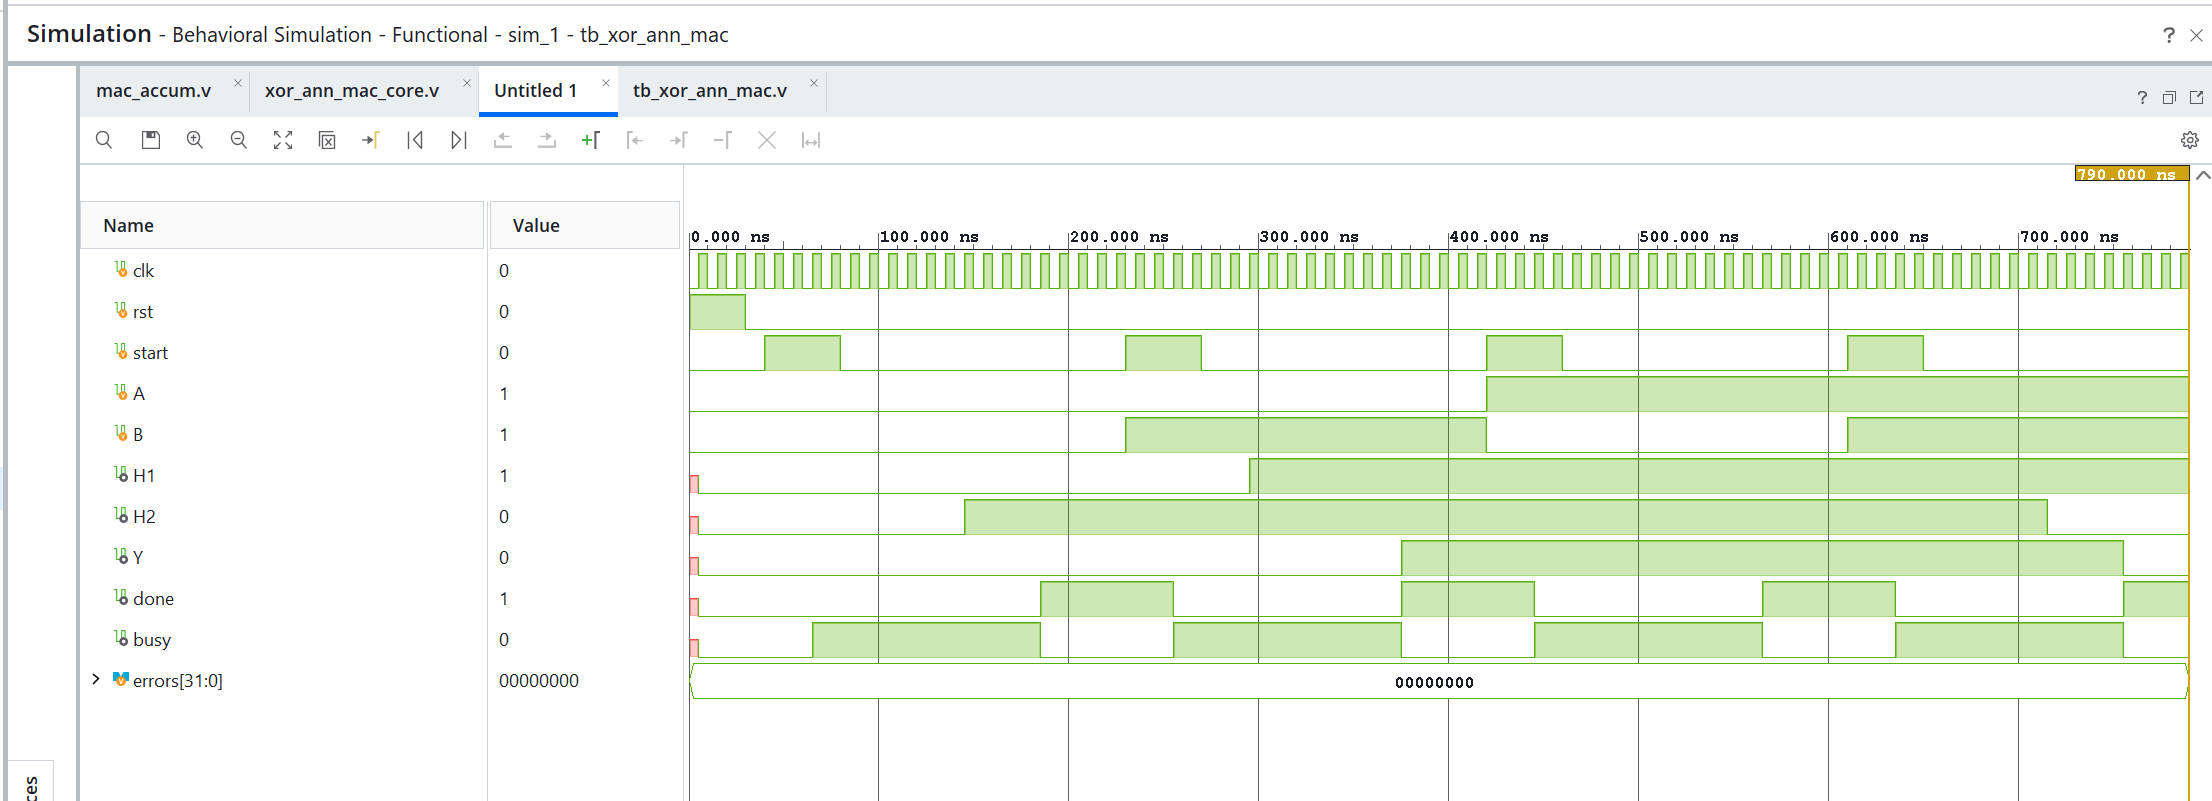 Simulation - Behavioral Simulation - Functional - sim_1 - tb_xor_ann_mac
mac_accum.v xor_ann_mac_core.v Untitled 1 tb_xor_ann_mac.v
790.000 ns
Name Value
0.000 ns 100.000 ns 200.000 ns 300.000 ns 400.000 ns 500.000 ns 600.000 ns 700.000 ns
clk 0
rst 0
start 0
A 1
B 1
H1 1
H2 0
Y 0
done 1
busy 0
errors[31:0] 00000000 00000000
ces